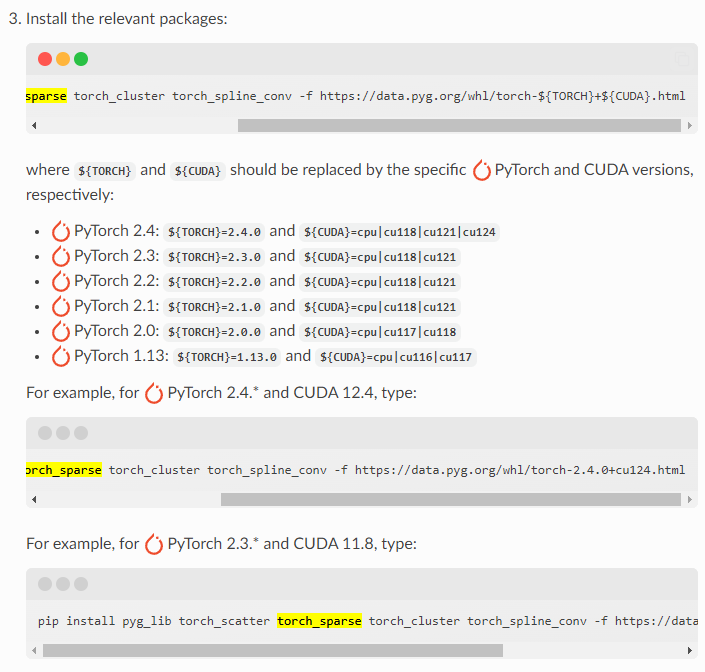 3. Install the relevant packages:
sparse torch_cluster torch_spline_conv -f https://data.pyg.org/whl/torch-${TORCH}+${CUDA}.html
where ${TORCH} and ${CUDA} should be replaced by the specific PyTorch and CUDA versions,
respectively:
• PyTorch 2.4: ${TORCH}=2.4.0 and ${CUDA}=cpu|cu118|cu121|cu124
• PyTorch 2.3: ${TORCH}=2.3.0 and ${CUDA}=cpu|cu118|cu121
• PyTorch 2.2: ${TORCH}=2.2.0 and ${CUDA}=cpu|cu118|cu121
• PyTorch 2.1: ${TORCH}=2.1.0 and ${CUDA}=cpu|cu118|cu121
• PyTorch 2.0: ${TORCH}=2.0.0 and ${CUDA}=cpu|cu117|cu118
• PyTorch 1.13: ${TORCH}=1.13.0 and ${CUDA}=cpu|cu116|cu117
For example, for PyTorch 2.4.* and CUDA 12.4, type:
orch_sparse torch_cluster torch_spline_conv -f https://data.pyg.org/whl/torch-2.4.0+cu124.html
For example, for PyTorch 2.3.* and CUDA 11.8, type:
pip install pyg_lib torch_scatter torch_sparse torch_cluster torch_spline_conv -f https://data